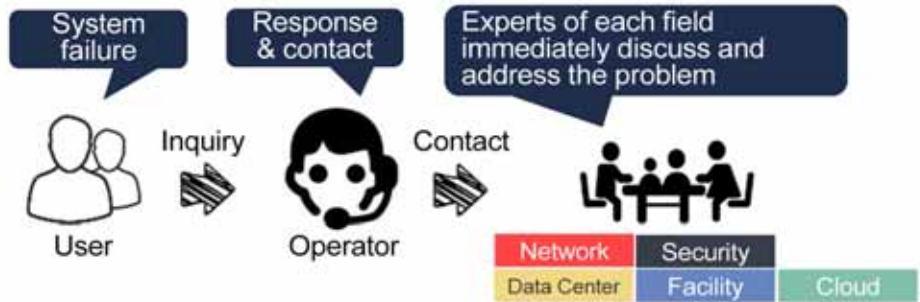 System
failure
Response
& contact
Experts of each field
immediately discuss and
address the problem
Inquiry
Contact
User
Operator
Network
Security
Data Center
Facility
Cloud